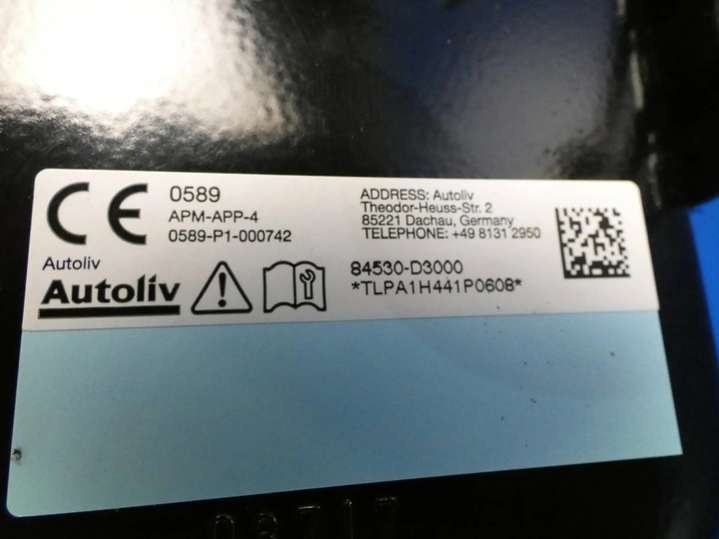 CE 0589
APM-APP-4
0589-P1-000742
ADDRESS: Autoliv
Theodor-Heuss-Str. 2
85221 Dachau, Germany
TELEPHONE: +49 8131 2950
Autoliv
Autoliv
84530-D3000
*TLPA1H441P0608*